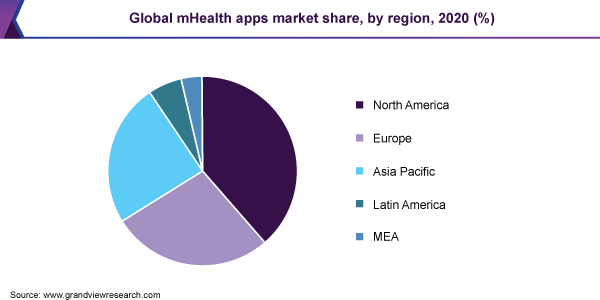 Global mHealth apps market share, by region, 2020 (%)
North America
Europe
Asia Pacific
Latin America
MEA
Source: www.grandviewresearch.com